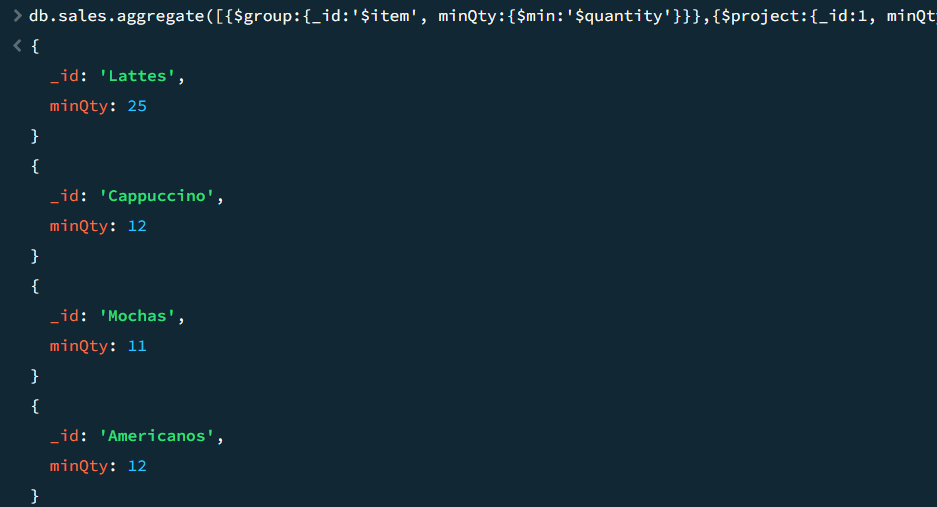 > db.sales.aggregate([{$group:{_id:'$item', minQty:{$min:'$quantity'}}},{$project:{_id:1, minQt
< {
_id: 'Lattes',
minQty: 25
}
{
_id: 'Cappuccino',
minQty: 12
}
{
_id: 'Mochas',
minQty: 11
}
{
_id: 'Americanos',
minQty: 12
}